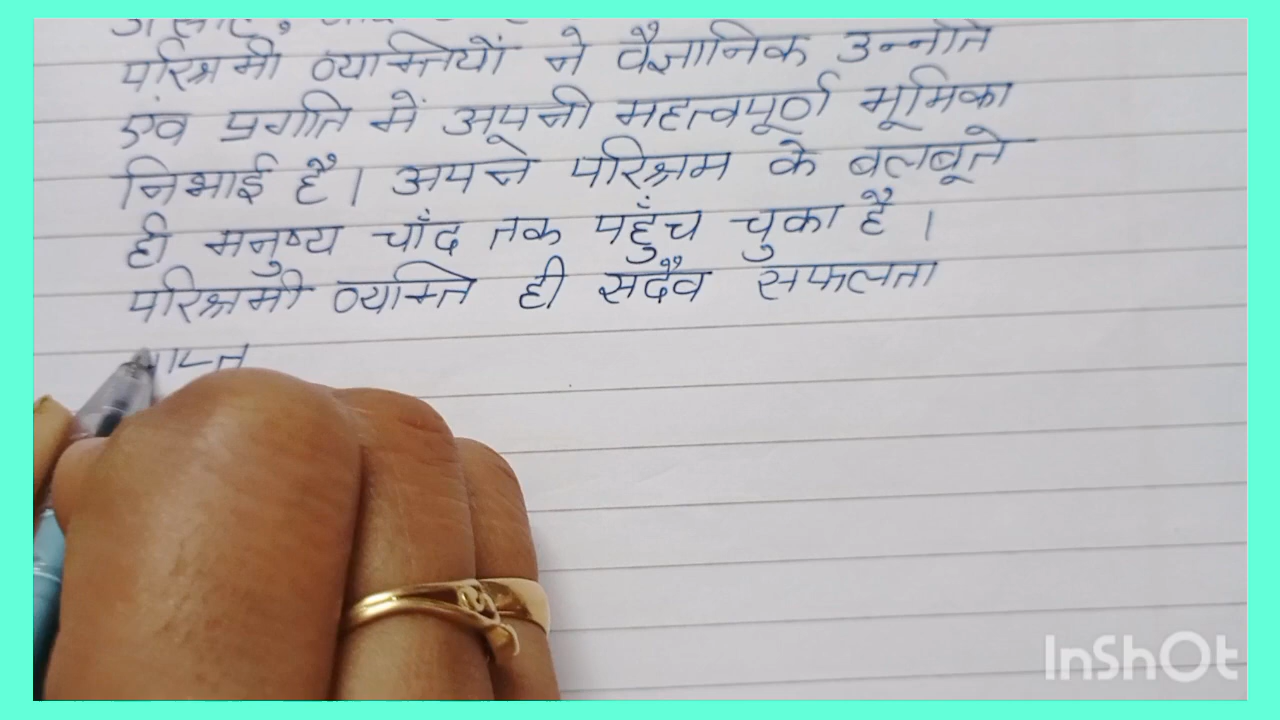 परिश्रमी व्यक्तियों ने वैज्ञानिक उन्नति
एवं प्रगति में अपनी महत्वपूर्ण भूमिका
निभाई है। अपने परिश्रम के बलबूते
ही मनुष्य चाँद तक पहुँच चुका है।
परिश्रमी व्यक्ति ही सदैव सफलता
प्राप्त
InShOt